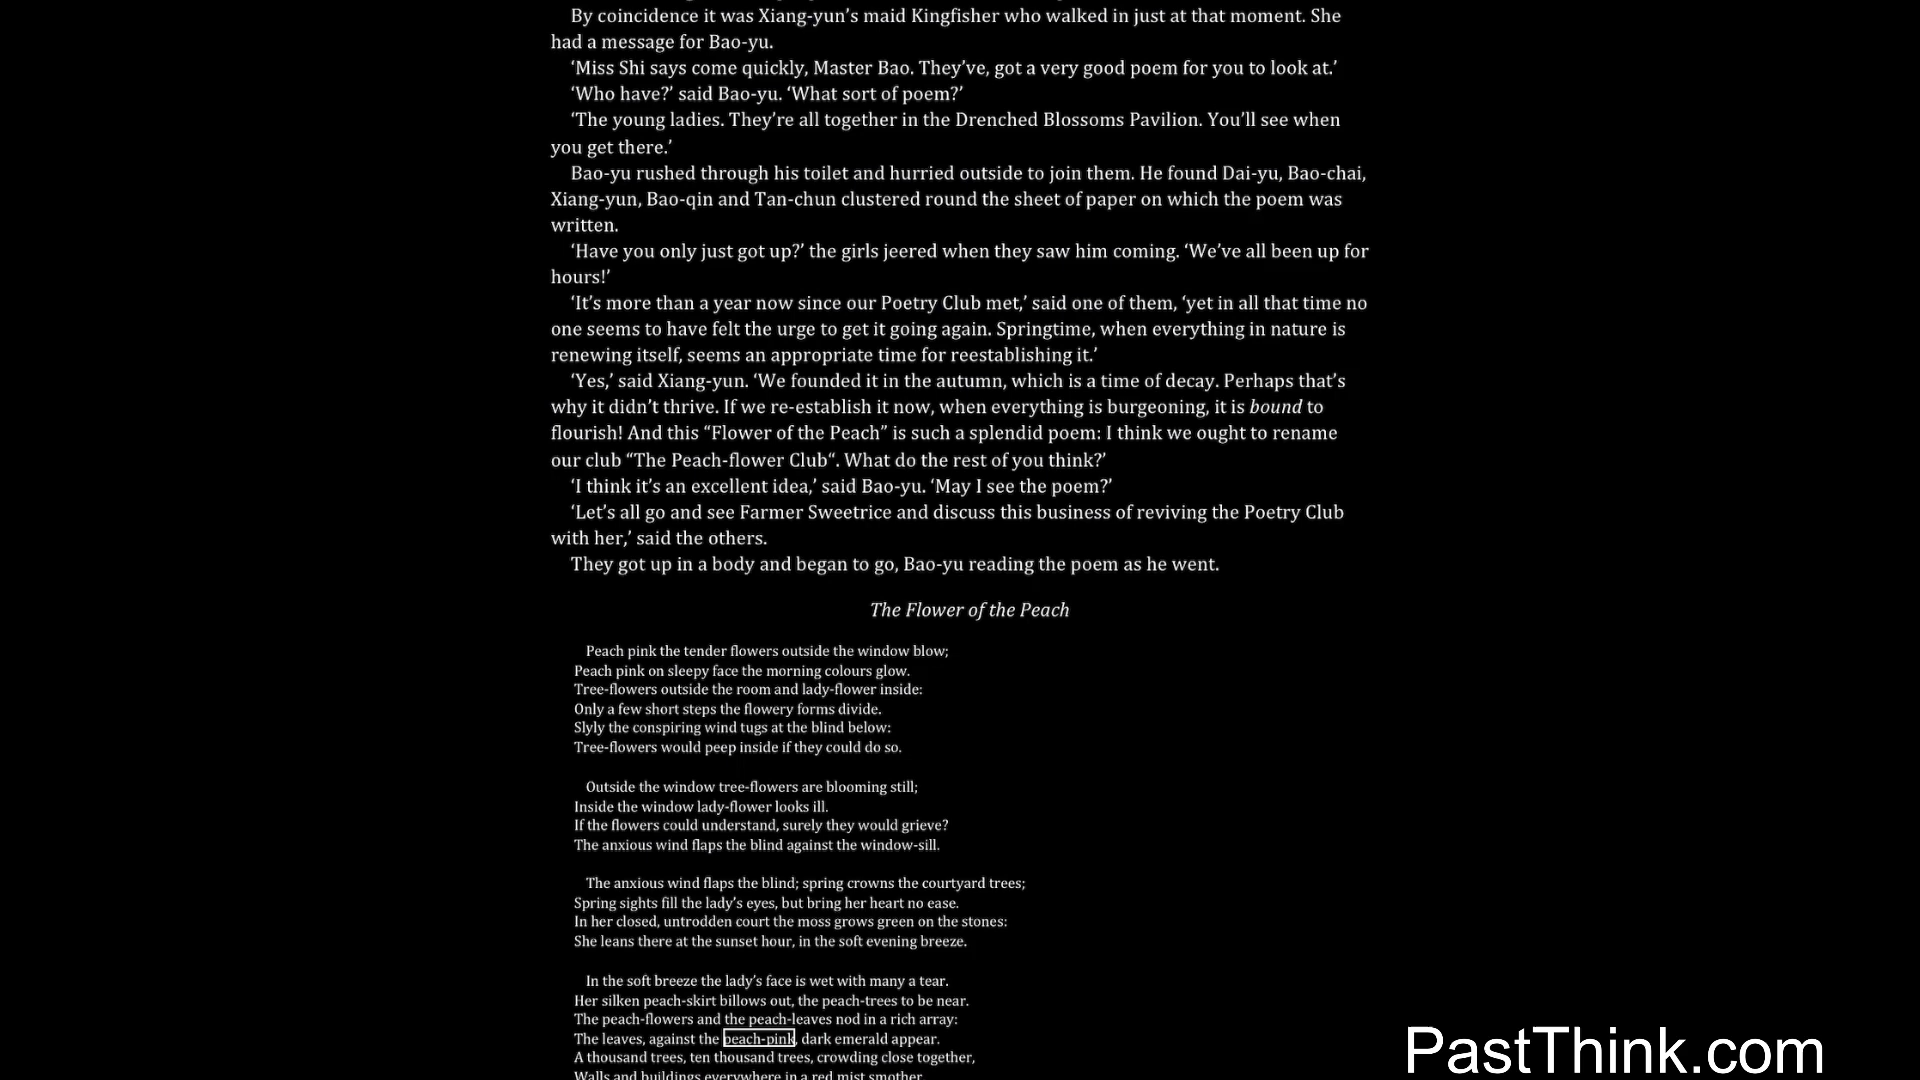 By coincidence it was Xiang-yun’s maid Kingfisher who walked in just at that moment. She
had a message for Bao-yu.
‘Miss Shi says come quickly, Master Bao. They’ve, got a very good poem for you to look at.’
‘Who have?’ said Bao-yu. ‘What sort of poem?’
‘The young ladies. They’re all together in the Drenched Blossoms Pavilion. You’ll see when
you get there.’
Bao-yu rushed through his toilet and hurried outside to join them. He found Dai-yu, Bao-chai,
Xiang-yun, Bao-qin and Tan-chun clustered round the sheet of paper on which the poem was
written.
‘Have you only just got up?’ the girls jeered when they saw him coming. ‘We’ve all been up for
hours!’
‘It’s more than a year now since our Poetry Club met,’ said one of them, ‘yet in all that time no
one seems to have felt the urge to get it going again. Springtime, when everything in nature is
renewing itself, seems an appropriate time for reestablishing it.’
‘Yes,’ said Xiang-yun. ‘We founded it in the autumn, which is a time of decay. Perhaps that’s
why it didn’t thrive. If we re-establish it now, when everything is burgeoning, it is bound to
flourish! And this “Flower of the Peach” is such a splendid poem: I think we ought to rename
our club “The Peach-flower Club“. What do the rest of you think?’
‘I think it’s an excellent idea,’ said Bao-yu. ‘May I see the poem?’
‘Let’s all go and see Farmer Sweetrice and discuss this business of reviving the Poetry Club
with her,’ said the others.
They got up in a body and began to go, Bao-yu reading the poem as he went.
The Flower of the Peach
Peach pink the tender flowers outside the window blow;
Peach pink on sleepy face the morning colours glow.
Tree-flowers outside the room and lady-flower inside:
Only a few short steps the flowery forms divide.
Slyly the conspiring wind tugs at the blind below:
Tree-flowers would peep inside if they could do so.
Outside the window tree-flowers are blooming still;
Inside the window lady-flower looks ill.
If the flowers could understand, surely they would grieve?
The anxious wind flaps the blind against the window-sill.
The anxious wind flaps the blind; spring crowns the courtyard trees;
Spring sights fill the lady’s eyes, but bring her heart no ease.
In her closed, untrodden court the moss grows green on the stones:
She leans there at the sunset hour, in the soft evening breeze.
In the soft breeze the lady’s face is wet with many a tear.
Her silken peach-skirt billows out, the peach-trees to be near.
The peach-flowers and the peach-leaves nod in a rich array:
The leaves, against the peach-pink, dark emerald appear.
A thousand trees, ten thousand trees, crowding close together,
Walls and buildings everywhere in a red mist smother.
PastThink.com